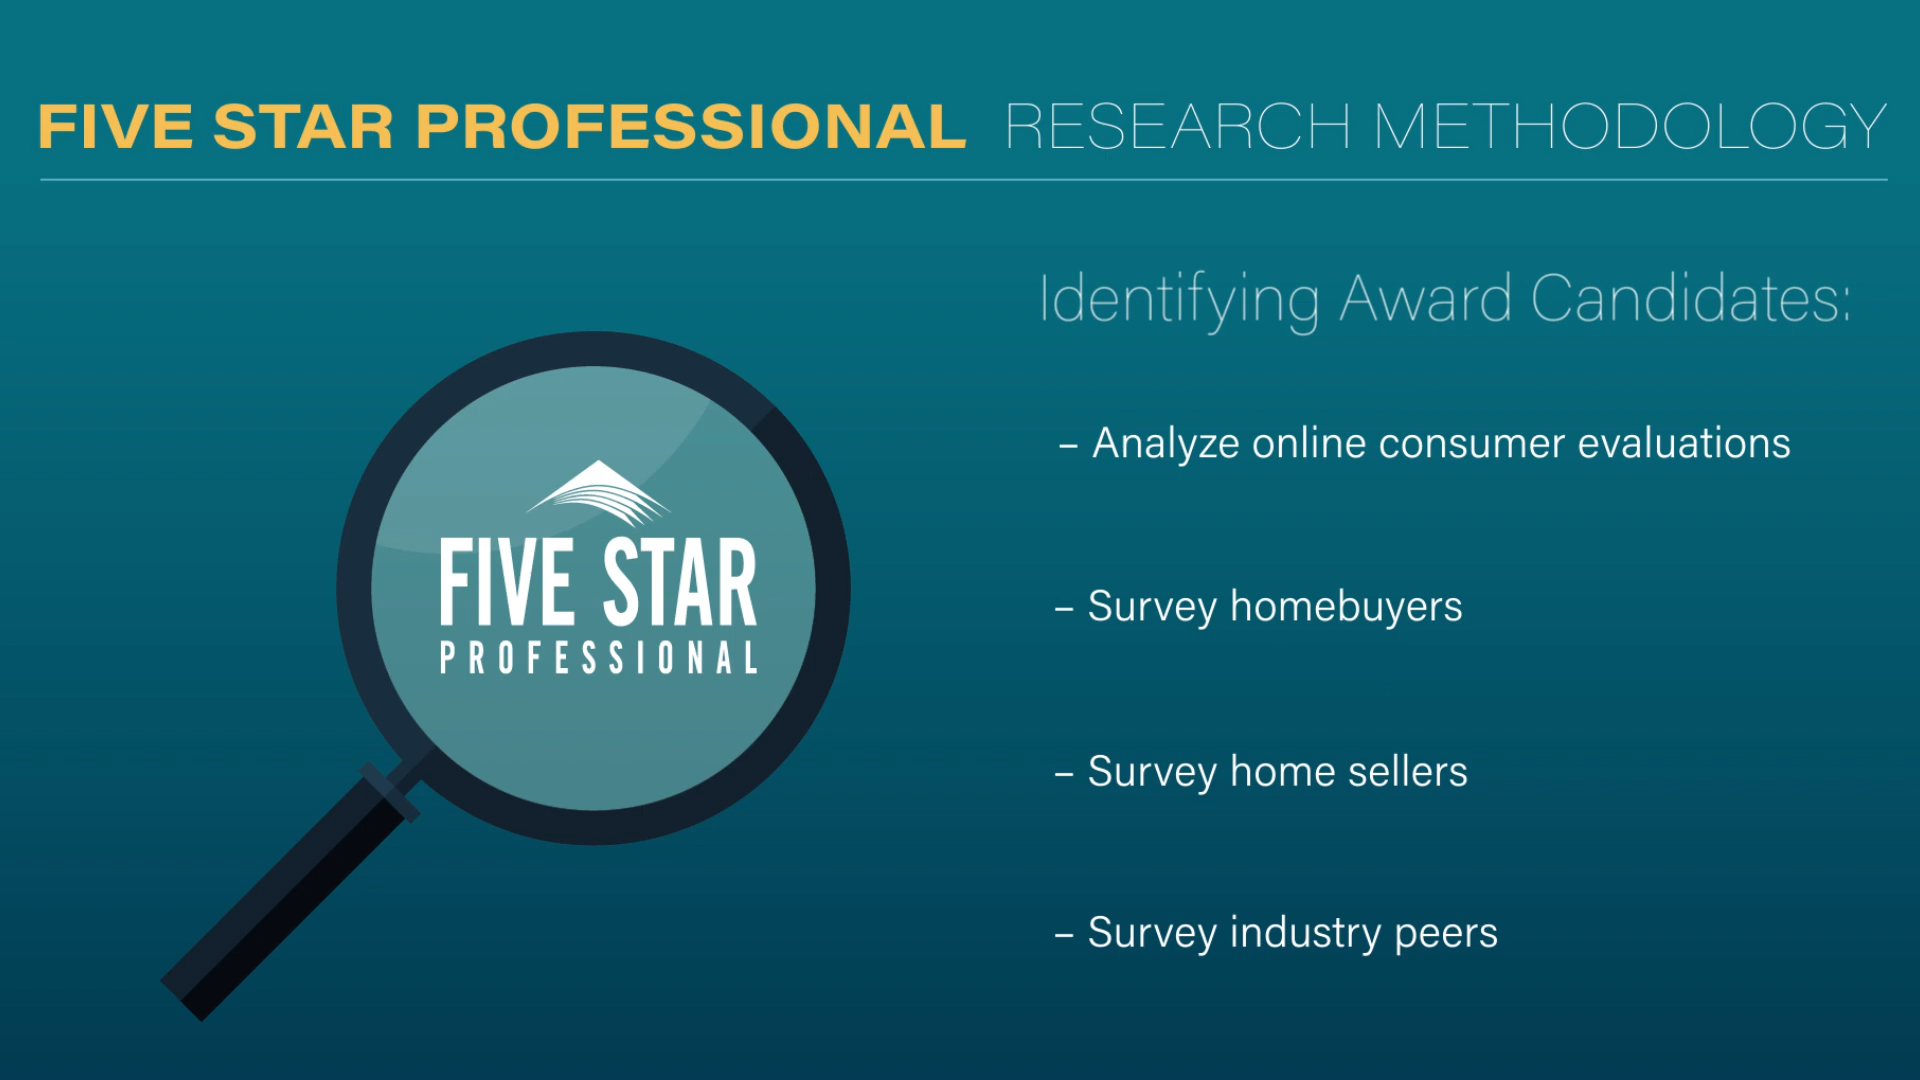 FIVE STAR PROFESSIONAL RESEARCH METHODOLOGY
FIVE STAR
PROFESSIONAL
Identifying Award Candidates:
– Analyze online consumer evaluations
– Survey homebuyers
– Survey home sellers
– Survey industry peers